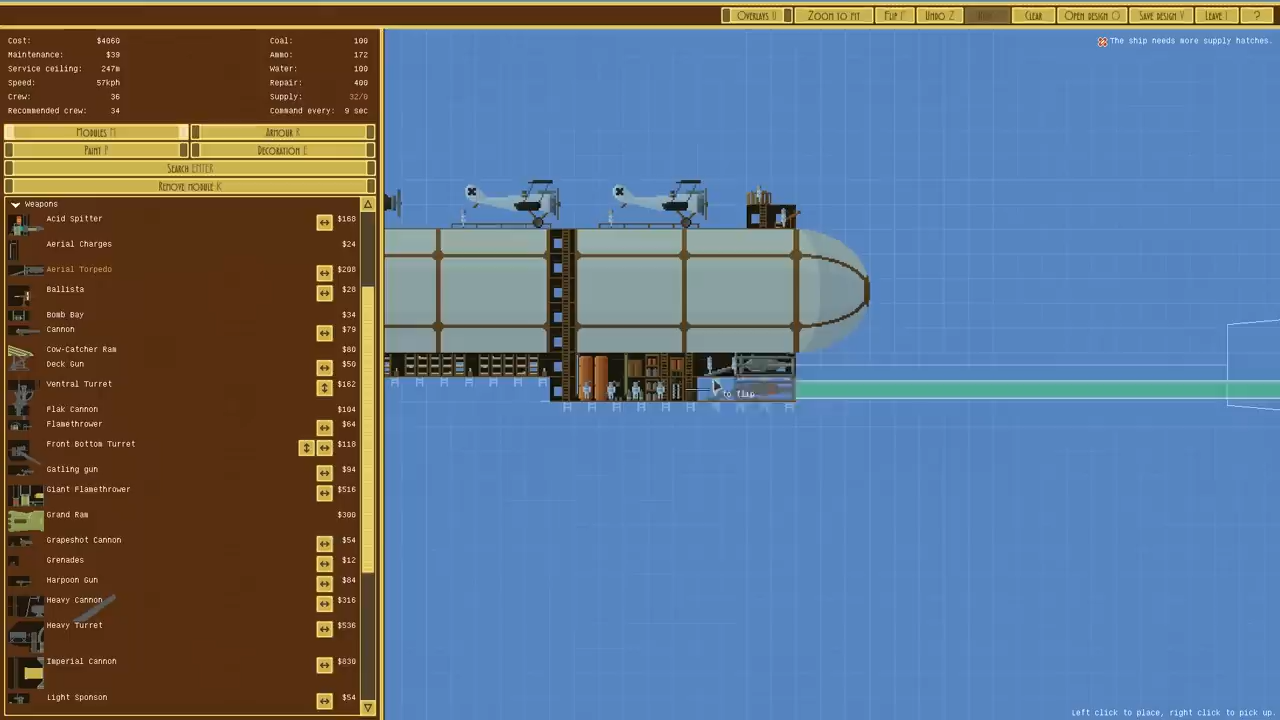 Overlays U
Zoom to fit
Flip F
Undo Z
Clear
Open design O
Save design V
Leave !
?
The ship needs more supply hatches.
Cost: $4060
Maintenance: $39
Service ceiling: 247m
Speed: 57kph
Crew: 36
Recommended crew: 34
Coal: 100
Ammo: 172
Water: 100
Repair: 400
Supply: 32/0
Command every: 9 sec
Modules M
Armour R
Paint P
Decoration L
Search ENTER
Remove module K
Weapons
Acid Spitter $160
Aerial Charges $24
Aerial Torpedo $208
Ballista $28
Bomb Bay $34
Cannon $79
Cow-Catcher Ram $80
Deck Gun $50
Ventral Turret $162
Flak Cannon $104
Flamethrower $64
Front Bottom Turret $118
Gatling gun $94
Giant Flamethrower $516
Grand Ram $300
Grapeshot Cannon $54
Grenades $12
Harpoon Gun $84
Heavy Cannon $316
Heavy Turret $536
Imperial Cannon $830
Light Sponson $54
to flip
Left click to place, right click to pick up.